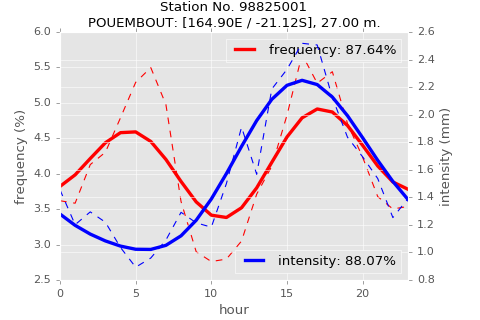 Station No. 98825001
POUEMBOUT: [164.90E / -21.12S], 27.00 m.
frequency: 87.64%
intensity: 88.07%
frequency (%)
6.0
5.5
5.0
4.5
4.0
3.5
3.0
2.5
intensity (mm)
2.6
2.4
2.2
2.0
1.8
1.6
1.4
1.2
1.0
0.8
0 5 10 15 20
hour